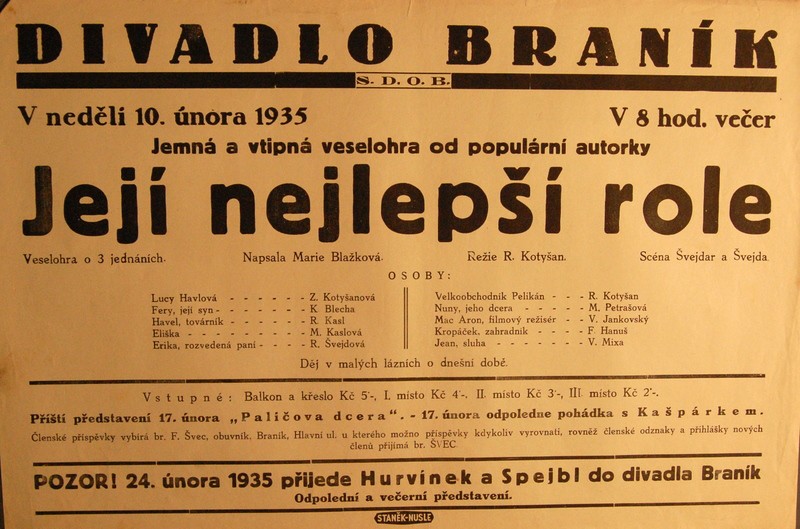 DIVADLO BRANÍK
S. D. O. B.
V neděli 10. února 1935 V 8 hod. večer
Jemná a vtipná veselohra od populární autorky
Její nejlepší role
Veselohra o 3 jednáních. Napsala Marie Blažková. Režie R. Kotyšan. Scéna Švejdar a Švejda.
OSOBY:
Lucy Havlová - - - - - - Z. Kotyšanová
Fery, její syn - - - - - - K Blecha
Havel, továrník - - - - - - R. Kasl
Eliška - - - - - - - - M. Kaslová
Erika, rozvedená paní - - - - R. Švejdová
Velkoobchodník Pelikán - - - R. Kotyšan
Nuny, jeho dcera - - - - - M. Petrašová
Mac Aron, filmový režisér - - V. Jankovský
Kropáček, zahradník - - - - F. Hanuš
Jean, sluha - - - - - - - V. Mixa
Děj v malých lázních o dnešní době.
Vstupné: Balkon a křeslo Kč 5'-, I. místo Kč 4'-. II. místo Kč 3'-, III. místo Kč 2'-.
Příští představení 17. února „Paličova dcera". - 17. února odpoledne pohádka s Kašpárkem.
Členské příspěvky vybírá br. F. Švec, obuvník, Braník, Hlavní ul. u kterého možno příspěvky kdykoliv vyrovnati, rovněž členské odznaky a přihlášky nových
členů přijímá br. ŠVEC.
POZOR! 24. února 1935 přijede Hurvínek a Spejbl do divadla Braník
Odpolední a večerní představení.
STANĚK-NUSLE